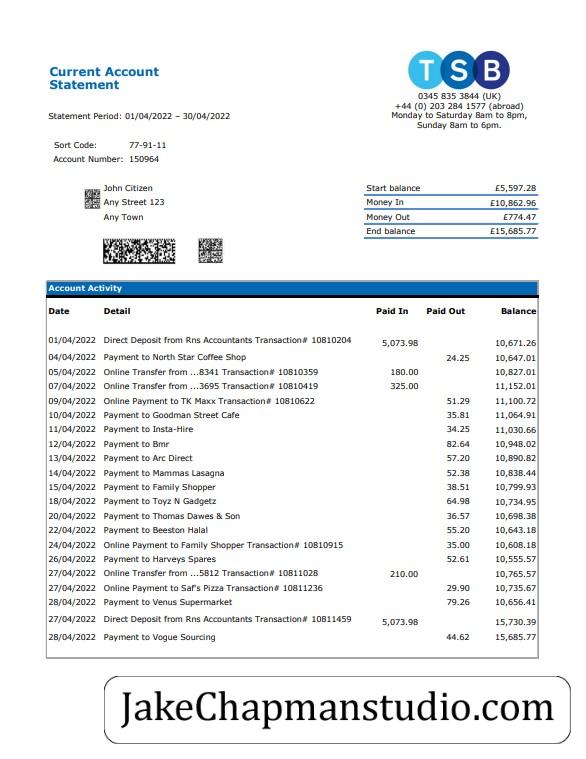 Current Account
Statement
TSB
0345 835 3844 (UK)
+44 (0) 203 284 1577 (abroad)
Monday to Saturday 8am to 8pm,
Sunday 8am to 6pm.
Statement Period: 01/04/2022 – 30/04/2022
Sort Code: 77-91-11
Account Number: 150964
John Citizen
Any Street 123
Any Town
Start balance £5,597.28
Money In £10,862.96
Money Out £774.47
End balance £15,685.77
Account Activity
Date Detail Paid In Paid Out Balance
01/04/2022 Direct Deposit from Rns Accountants Transaction# 10810204 5,073.98 10,671.26
04/04/2022 Payment to North Star Coffee Shop 24.25 10,647.01
05/04/2022 Online Transfer from ...8341 Transaction# 10810359 180.00 10,827.01
07/04/2022 Online Transfer from ...3695 Transaction# 10810419 325.00 11,152.01
09/04/2022 Online Payment to TK Maxx Transaction# 10810622 51.29 11,100.72
10/04/2022 Payment to Goodman Street Cafe 35.81 11,064.91
11/04/2022 Payment to Insta-Hire 34.25 11,030.66
12/04/2022 Payment to Bmr 82.64 10,948.02
13/04/2022 Payment to Arc Direct 57.20 10,890.82
14/04/2022 Payment to Mammas Lasagna 52.38 10,838.44
15/04/2022 Payment to Family Shopper 38.51 10,799.93
18/04/2022 Payment to Toyz N Gadgetz 64.98 10,734.95
20/04/2022 Payment to Thomas Dawes & Son 36.57 10,698.38
22/04/2022 Payment to Beeston Halal 55.20 10,643.18
24/04/2022 Online Payment to Family Shopper Transaction# 10810915 35.00 10,608.18
26/04/2022 Payment to Harveys Spares 52.61 10,555.57
27/04/2022 Online Transfer from ...5812 Transaction# 10811028 210.00 10,765.57
27/04/2022 Online Payment to Saf's Pizza Transaction# 10811236 29.90 10,735.67
28/04/2022 Payment to Venus Supermarket 79.26 10,656.41
27/04/2022 Direct Deposit from Rns Accountants Transaction# 10811459 5,073.98 15,730.39
28/04/2022 Payment to Vogue Sourcing 44.62 15,685.77
JakeChapmanstudio.com